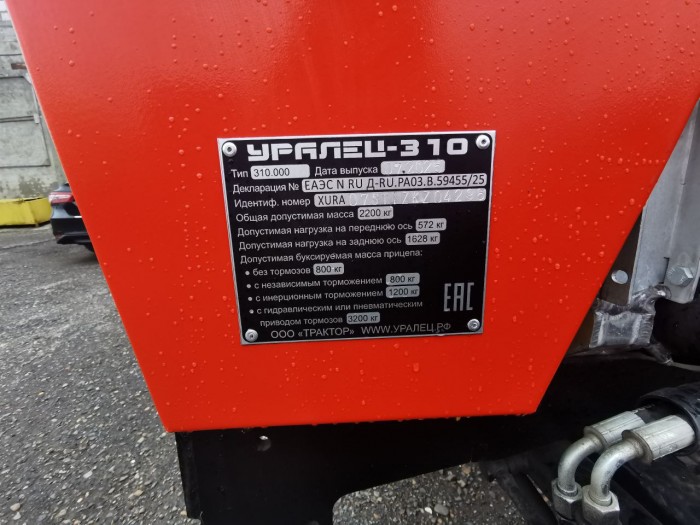 УРАЛЕЦ-310
Тип 310.000 Дата выпуска
Декларация № ЕАЭС N RU Д-RU.РА03.В.59455/25
Идентиф. номер XURA
Общая допустимая масса 2200 кг
Допустимая нагрузка на переднюю ось 572 кг
Допустимая нагрузка на заднюю ось 1628 кг
Допустимая буксируемая масса прицепа:
• без тормозов 800 кг
• с независимым торможением 800 кг
• с инерционным торможением 1200 кг
• с гидравлическим или пневматическим
приводом тормозов 3200 кг
EAC
ООО «ТРАКТОР» WWW.УРАЛЕЦ.РФ